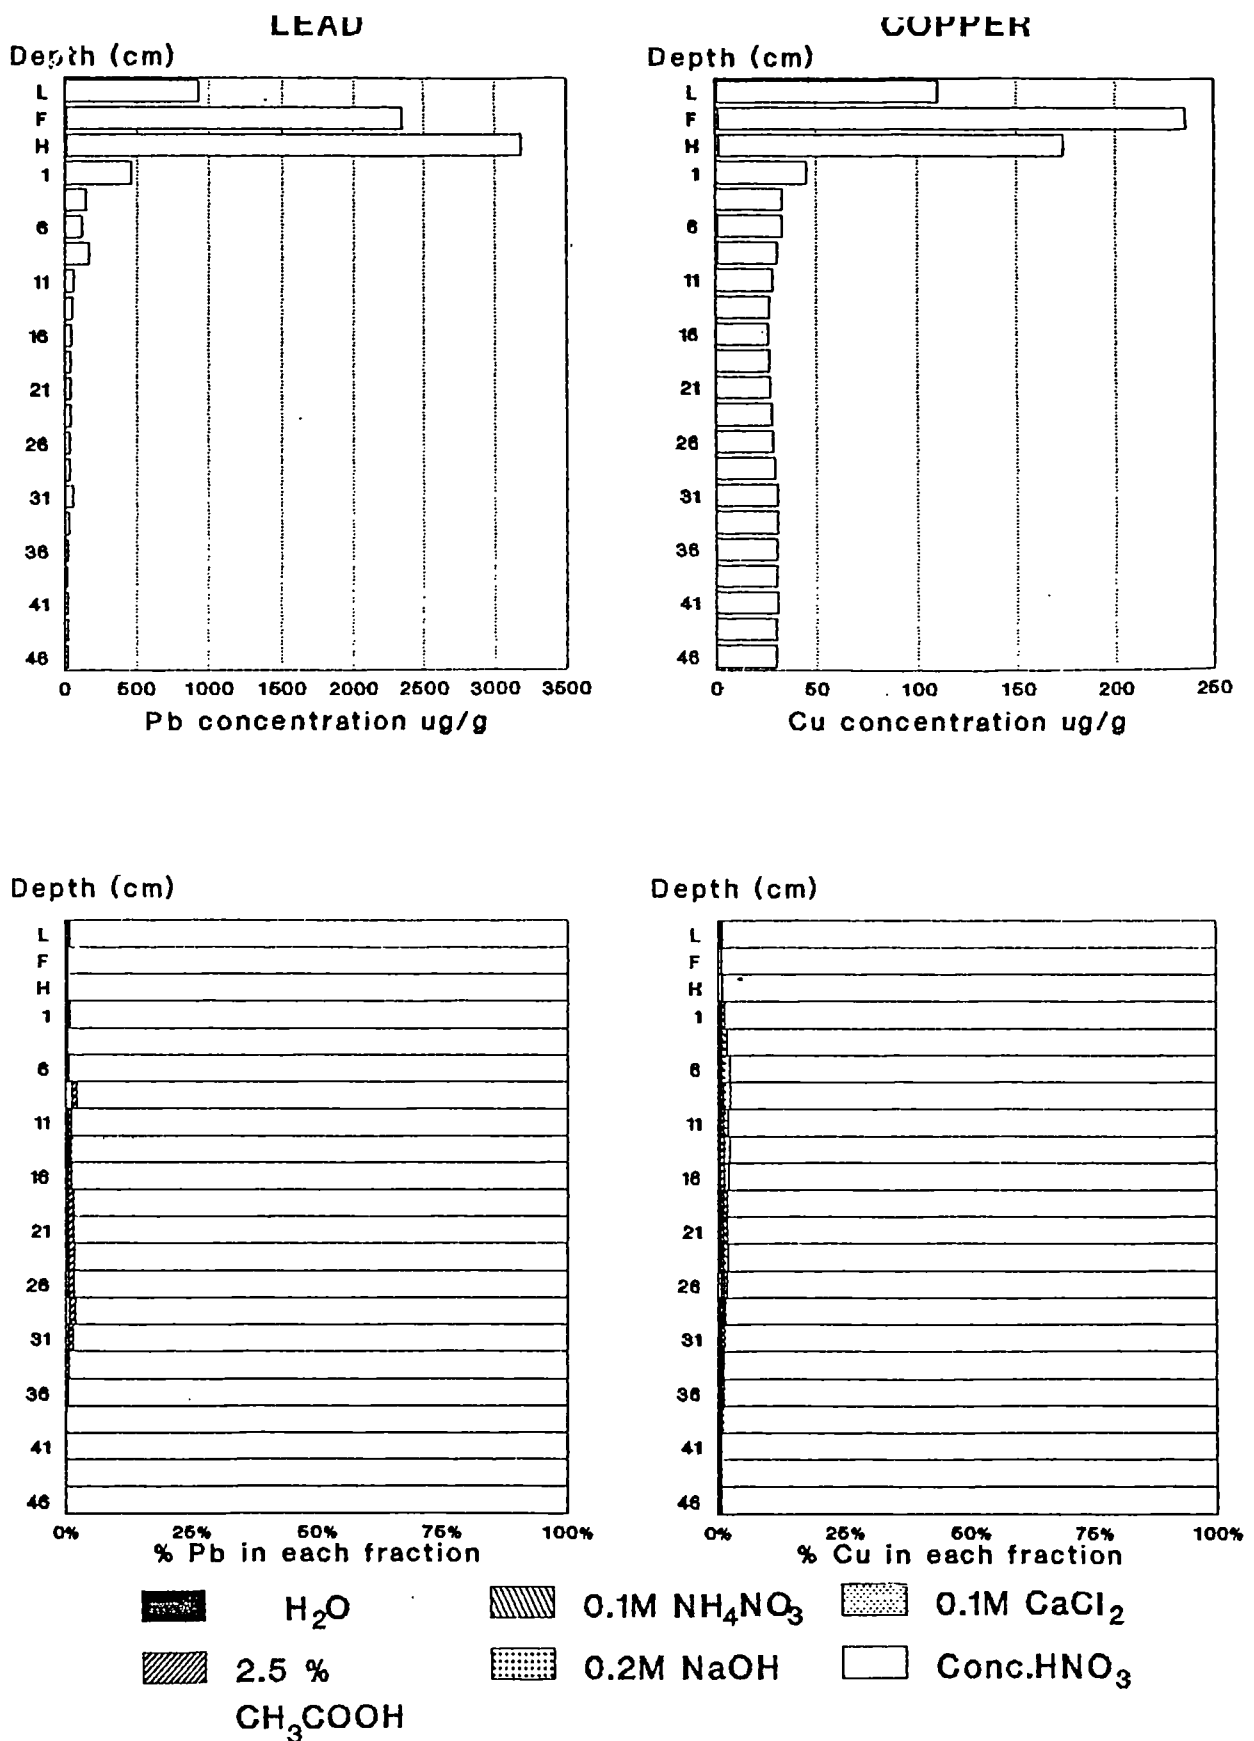 LEAD
Depth (cm)
L
F
H
1
6
11
16
21
26
31
36
41
46
0 500 1000 1500 2000 2500 3000 3500
Pb concentration ug/g
COPPER
Depth (cm)
L
F
H
1
6
11
16
21
26
31
36
41
46
0 50 100 150 200 250
Cu concentration ug/g
Depth (cm)
L
F
H
1
6
11
16
21
26
31
36
41
46
0% 25% 50% 75% 100%
% Pb in each fraction
Depth (cm)
L
F
H
1
6
11
16
21
26
31
36
41
46
0% 25% 50% 75% 100%
% Cu in each fraction
H₂O
0.1M NH₄NO₃
0.1M CaCl₂
2.5 %
CH₃COOH
0.2M NaOH
Conc.HNO₃